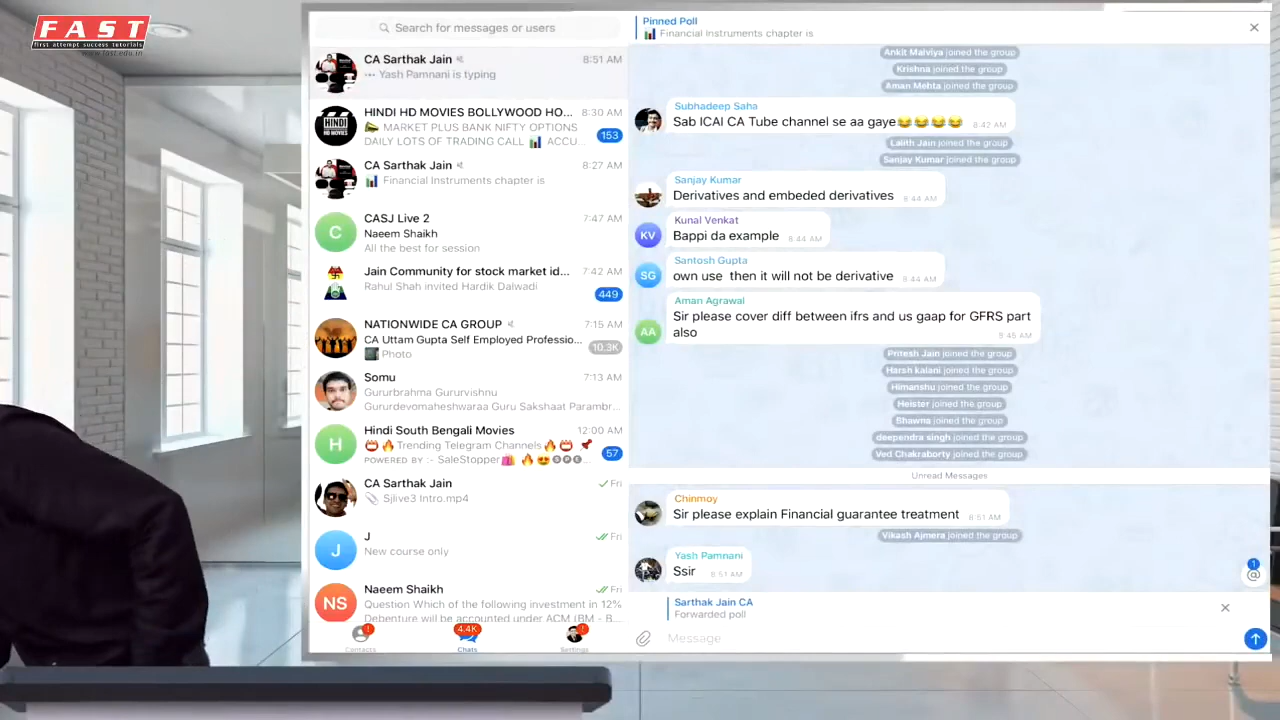 FAST
first attempt success tutorials
www.fast.edu.in
Search for messages or users
CA Sarthak Jain
8:51 AM
Yash Pamnani is typing
HINDI HD MOVIES BOLLYWOOD HO...
8:30 AM
MARKET PLUS BANK NIFTY OPTIONS
DAILY LOTS OF TRADING CALL 📊 ACCU...
153
CA Sarthak Jain
8:27 AM
📊 Financial Instruments chapter is
C
CASJ Live 2
7:47 AM
Naeem Shaikh
All the best for session
Jain Community for stock market id...
7:42 AM
Rahul Shah invited Hardik Dalwadi
449
NATIONWIDE CA GROUP
7:15 AM
CA Uttam Gupta Self Employed Professio...
Photo
10.3K
Somu
7:13 AM
Gururbrahma Gururvishnu
Gururdevomaheshwaraa Guru Sakshaat Parambr...
H
Hindi South Bengali Movies
12:00 AM
Trending Telegram Channels
POWERED BY :- SaleStopper
57
CA Sarthak Jain
Fri
Sjlive3 Intro.mp4
J
J
Fri
New course only
NS
Naeem Shaikh
Fri
Question Which of the following investment in 12%
Debenture will be accounted under ACM (BM - B...
Contacts
4.4K
Chats
Settings
Pinned Poll
📊 Financial Instruments chapter is
Ankit Malviya joined the group
Krishna joined the group
Aman Mehta joined the group
Subhadeep Saha
Sab ICAI CA Tube channel se aa gaye😂😂😂😂 8:42 AM
Lalith Jain joined the group
Sanjay Kumar joined the group
Sanjay Kumar
Derivatives and embeded derivatives 8:44 AM
KV
Kunal Venkat
Bappi da example 8:44 AM
SG
Santosh Gupta
own use then it will not be derivative 8:44 AM
AA
Aman Agrawal
Sir please cover diff between ifrs and us gaap for GFRS part
also 8:45 AM
Pritesh Jain joined the group
Harsh kalani joined the group
Himanshu joined the group
Heister joined the group
Bhawna joined the group
deependra singh joined the group
Ved Chakraborty joined the group
Unread Messages
Chinmoy
Sir please explain Financial guarantee treatment 8:51 AM
Vikash Ajmera joined the group
Yash Pamnani
Ssir 8:51 AM
1
@
Sarthak Jain CA
Forwarded poll
Message